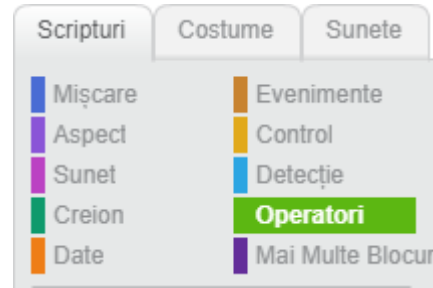 Scripturi Costume Sunete
Mișcare Evenimente
Aspect Control
Sunet Detecție
Creion Operatori
Date Mai Multe Blocur